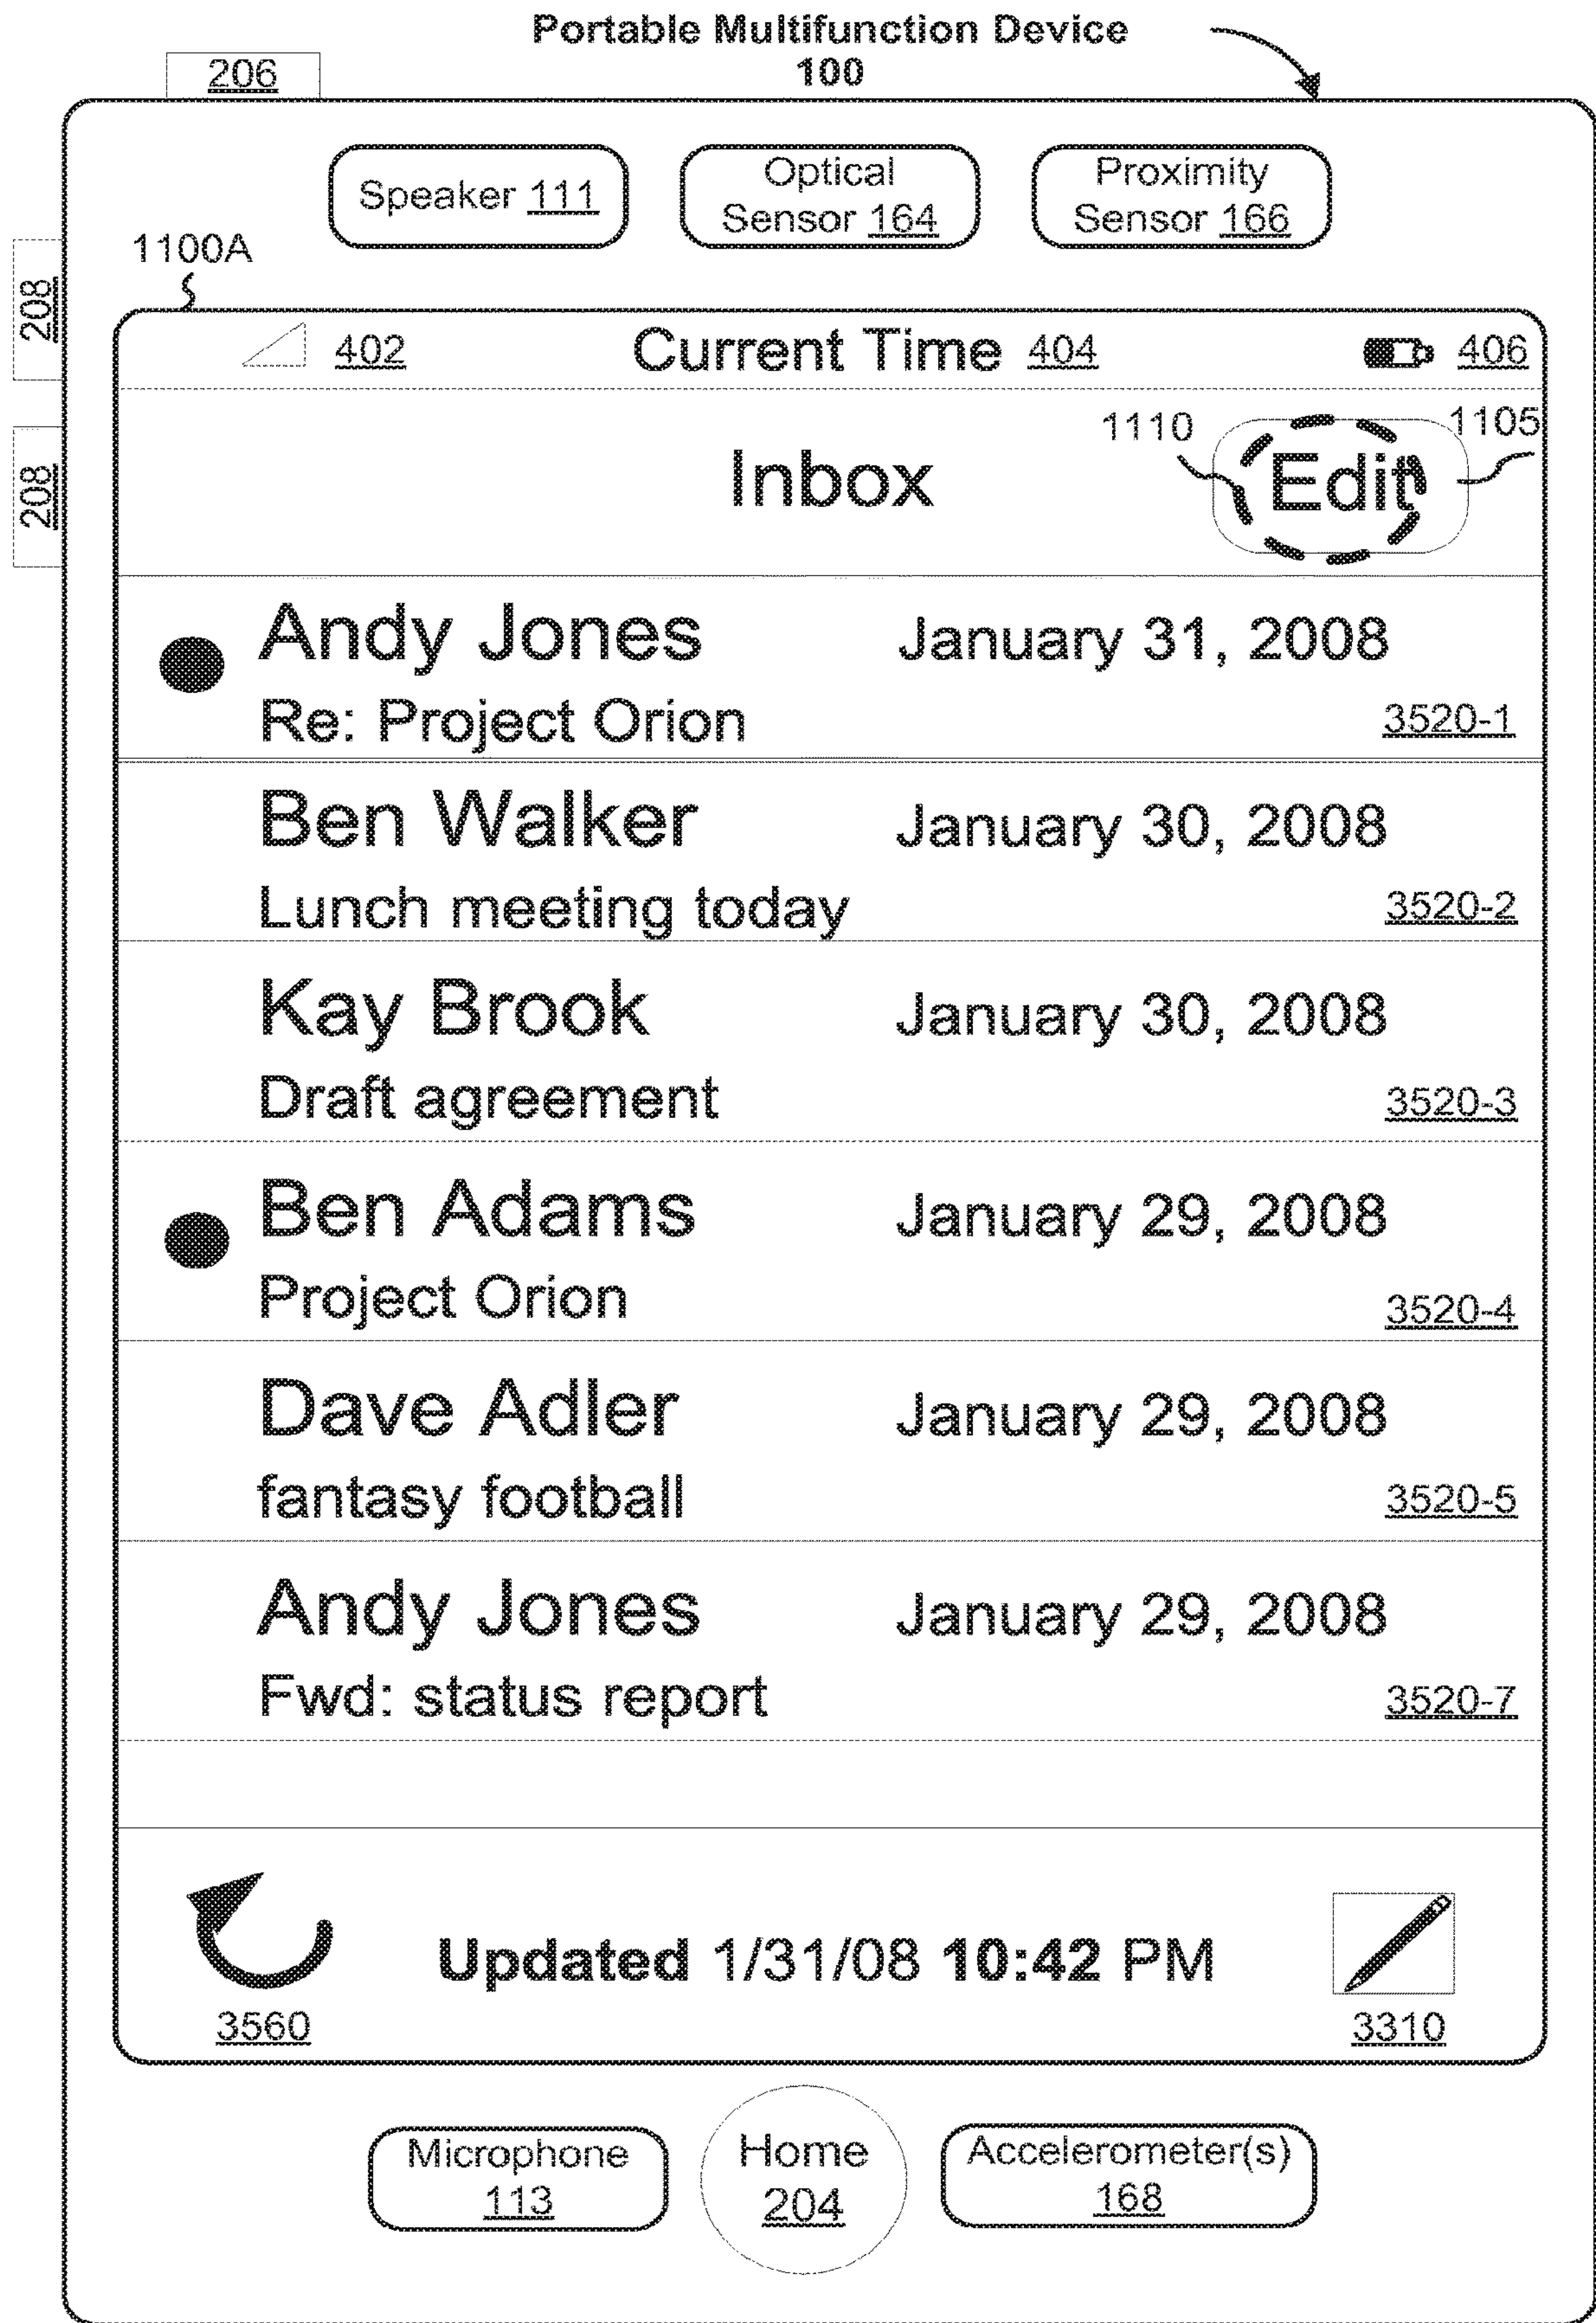 Portable Multifunction Device
100
206
Speaker 111
Optical
Sensor 164
Proximity
Sensor 166
208
208
1100A
402
Current Time 404
406
Inbox
1110
Edit
1105
Andy Jones January 31, 2008
Re: Project Orion 3520-1
Ben Walker January 30, 2008
Lunch meeting today 3520-2
Kay Brook January 30, 2008
Draft agreement 3520-3
Ben Adams January 29, 2008
Project Orion 3520-4
Dave Adler January 29, 2008
fantasy football 3520-5
Andy Jones January 29, 2008
Fwd: status report 3520-7
Updated 1/31/08 10:42 PM
3560
3310
Microphone
113
Home
204
Accelerometer(s)
168